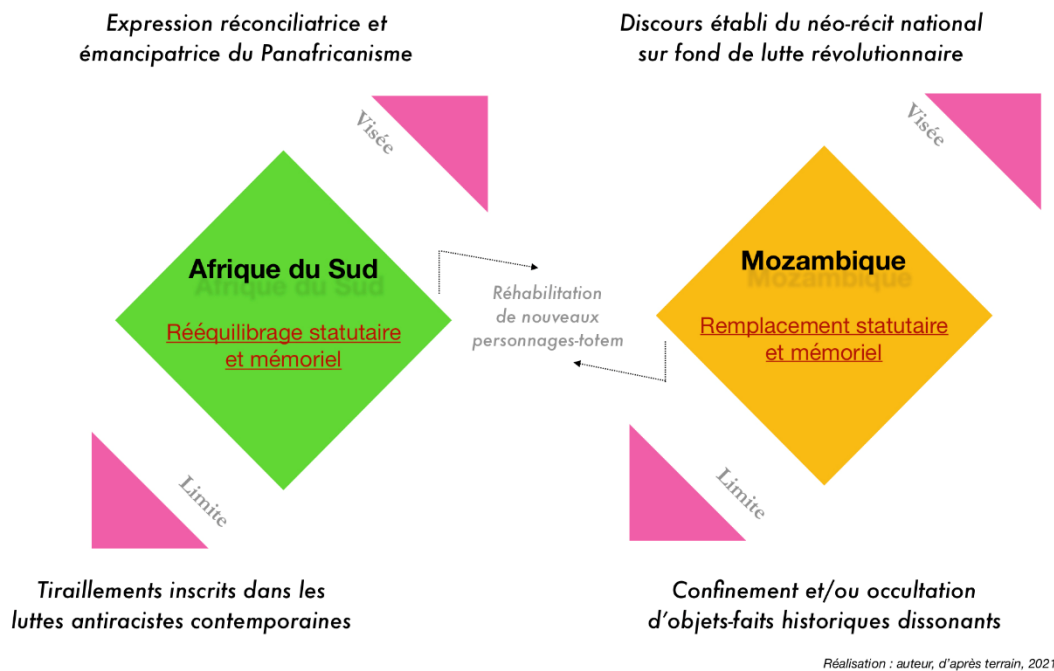 Expression réconciliatrice et
émancipatrice du Panafricanisme
Discours établi du néo-récit national
sur fond de lutte révolutionnaire
Visée
Visée
Afrique du Sud
Rééquilibrage statutaire
et mémoriel
Réhabilitation
de nouveaux
personnages-totem
Mozambique
Remplacement statutaire
et mémoriel
Limite
Limite
Tiraillements inscrits dans les
luttes antiracistes contemporaines
Confinement et/ou occultation
d'objets-faits historiques dissonants
Réalisation : auteur, d'après terrain, 2021